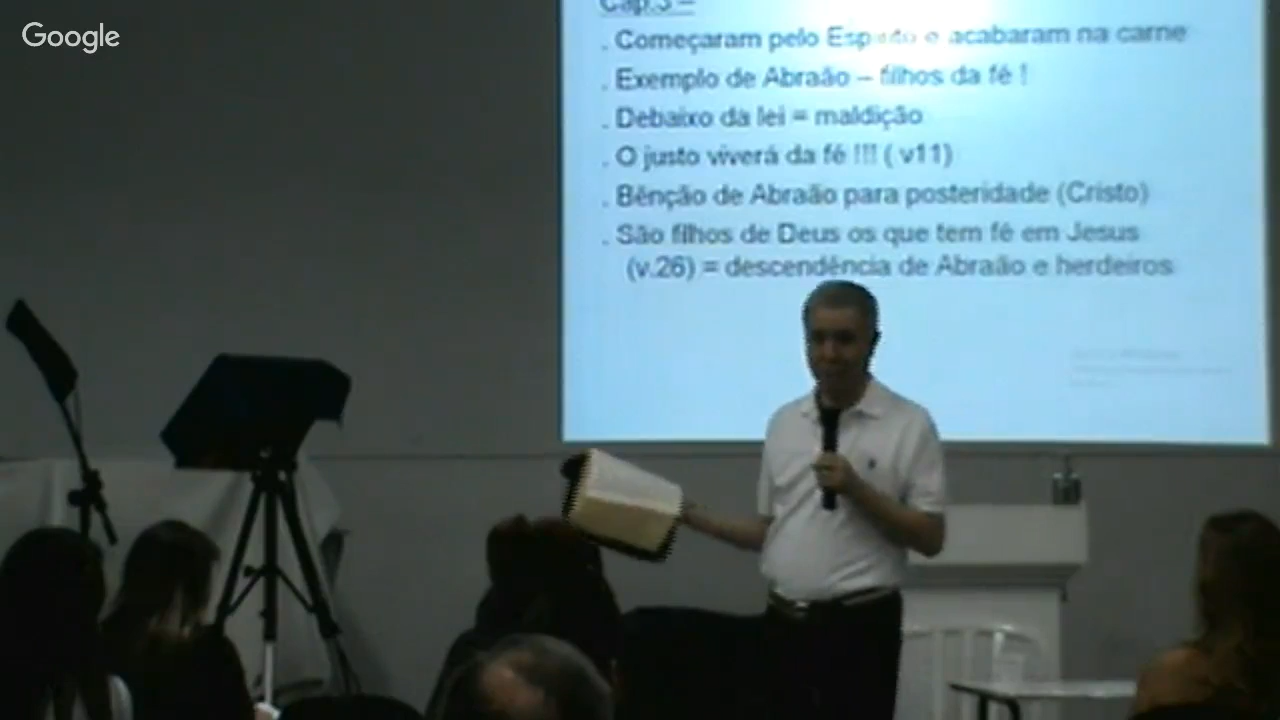 Google
Cap.3 –
. Começaram pelo Espírito e acabaram na carne
. Exemplo de Abraão – filhos da fé !
. Debaixo da lei = maldição
. O justo viverá da fé !!! ( v11)
. Bênção de Abraão para posteridade (Cristo)
. São filhos de Deus os que tem fé em Jesus
(v.26) = descendência de Abraão e herdeiros